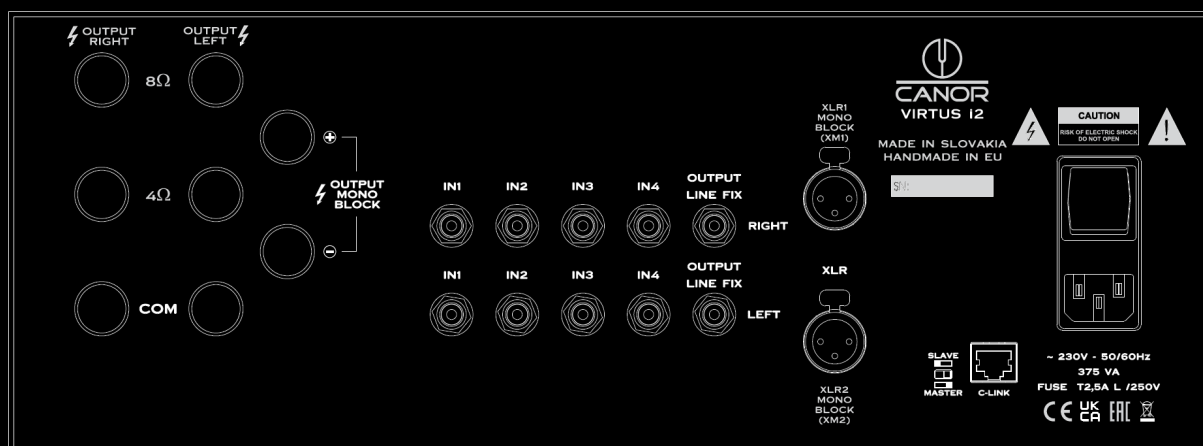 OUTPUT
RIGHT
OUTPUT
LEFT
8Ω
4Ω
COM
OUTPUT
MONO
BLOCK
IN1 IN2 IN3 IN4 OUTPUT
LINE FIX
RIGHT
IN1 IN2 IN3 IN4 OUTPUT
LINE FIX
LEFT
XLR1
MONO
BLOCK
(XM1)
XLR
XLR2
MONO
BLOCK
(XM2)
CANOR
VIRTUS I2
MADE IN SLOVAKIA
HANDMADE IN EU
SN:
CAUTION
RISK OF ELECTRIC SHOCK
DO NOT OPEN
SLAVE
MASTER
C-LINK
~ 230V - 50/60Hz
375 VA
FUSE T2,5A L /250V
CE UK
CA EAC